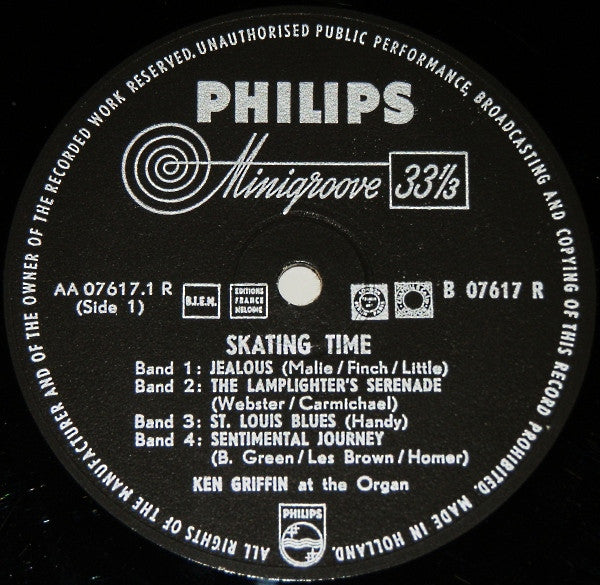 ALL RIGHTS OF THE MANUFACTURER AND OF THE OWNER OF THE RECORDED WORK RESERVED. UNAUTHORISED PUBLIC PERFORMANCE, BROADCASTING AND COPYING OF THIS RECORD PROHIBITED. MADE IN HOLLAND.
PHILIPS
Minigroove 33⅓
AA 07617.1 R
(Side 1)
B.I.E.M.
EDITIONS
FRANCE
MELODIE
B 07617 R
SKATING TIME
Band 1: JEALOUS (Malie/Finch/Little)
Band 2: THE LAMPLIGHTER'S SERENADE
(Webster/Carmichael)
Band 3: ST. LOUIS BLUES (Handy)
Band 4: SENTIMENTAL JOURNEY
(B. Green/Les Brown/Homer)
KEN GRIFFIN at the Organ
PHILIPS